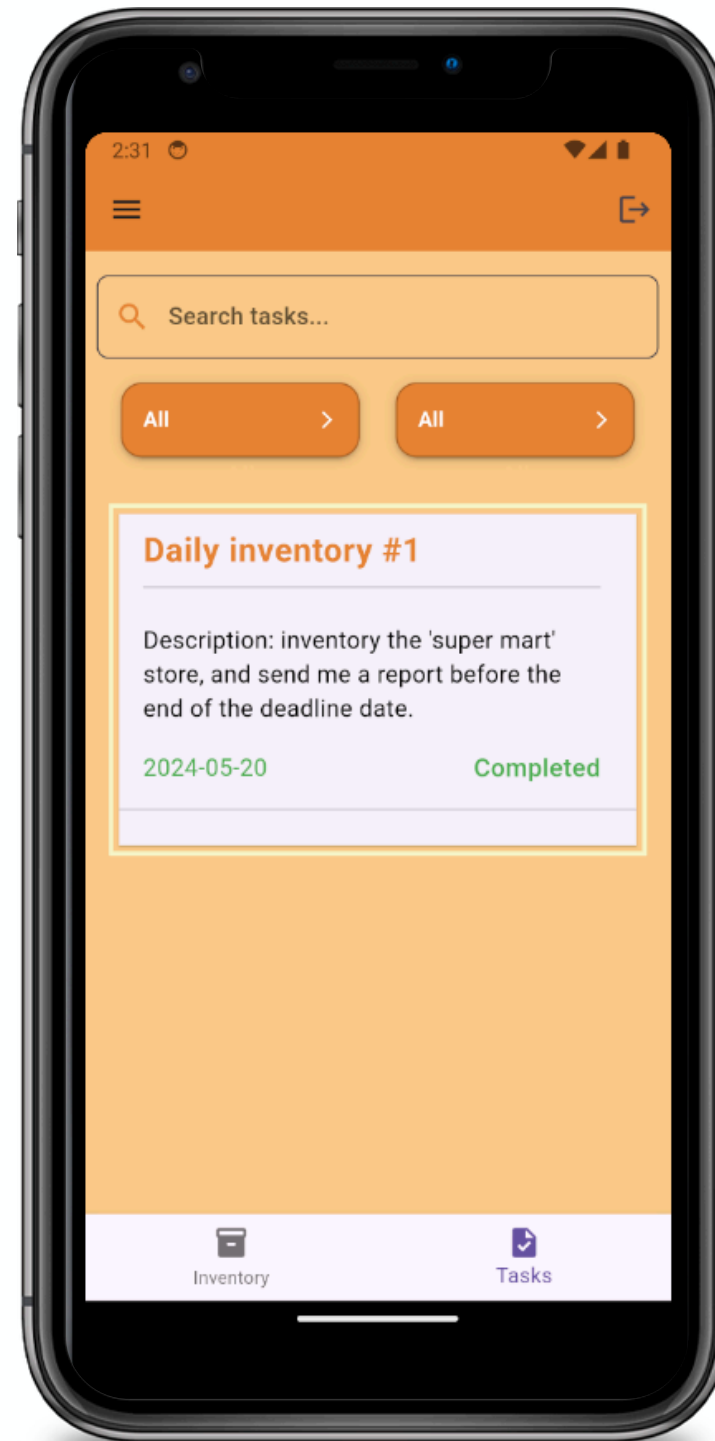 2:31
Search tasks...
All
All
Daily inventory #1
Description: inventory the 'super mart'
store, and send me a report before the
end of the deadline date.
2024-05-20
Completed
Inventory
Tasks